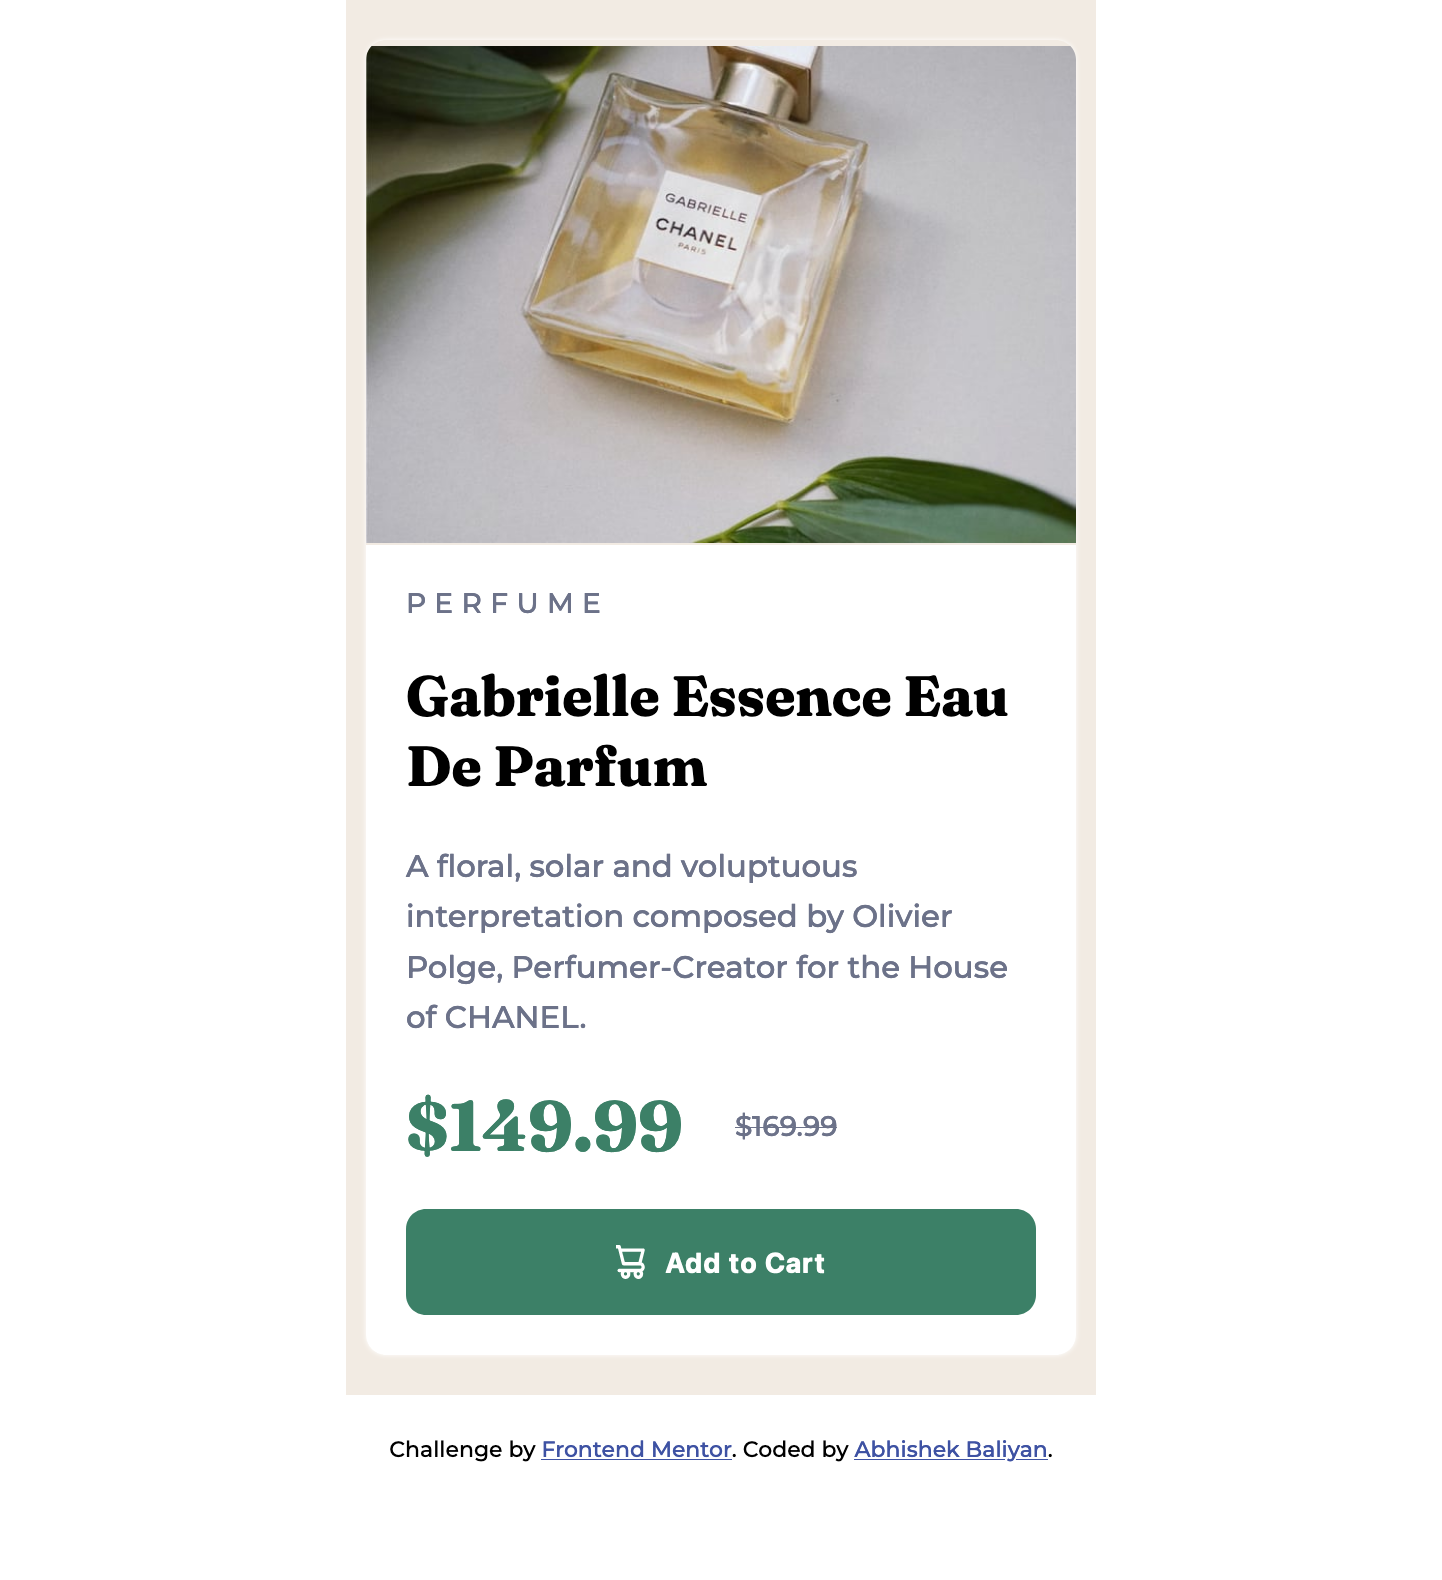 GABRIELLE
CHANEL
PARIS
PERFUME
Gabrielle Essence Eau
De Parfum
A floral, solar and voluptuous
interpretation composed by Olivier
Polge, Perfumer-Creator for the House
of CHANEL.
$149.99 $169.99
Add to Cart
Challenge by Frontend Mentor. Coded by Abhishek Baliyan.